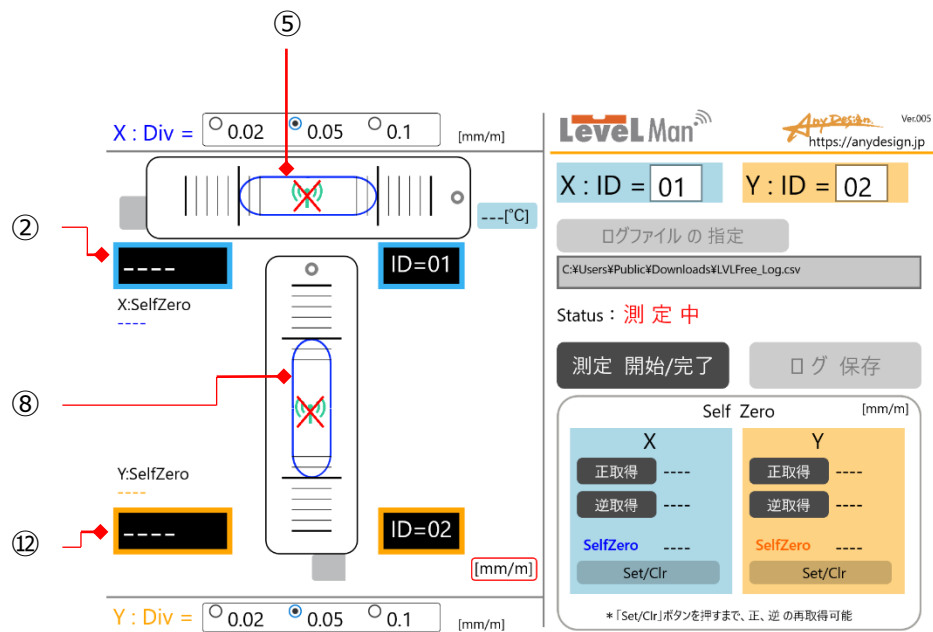 ⑤
X : Div = 0.02 0.05 0.1 [mm/m]
---[°C]
②
---- ID=01
X:SelfZero
----
⑧
Y:SelfZero
----
⑫
---- ID=02
[mm/m]
Y : Div = 0.02 0.05 0.1 [mm/m]
LeveL Man
AnyDesign Ver.005
https://anydesign.jp
X : ID = 01 Y : ID = 02
ログファイル の 指定
C:¥Users¥Public¥Downloads¥LVLFree_Log.csv
Status : 測 定 中
測定 開始/完了 ログ 保存
Self Zero [mm/m]
X Y
正取得 ---- 正取得 ----
逆取得 ---- 逆取得 ----
SelfZero ---- SelfZero ----
Set/Clr Set/Clr
*「Set/Clr」ボタンを押すまで、正、逆 の再取得可能